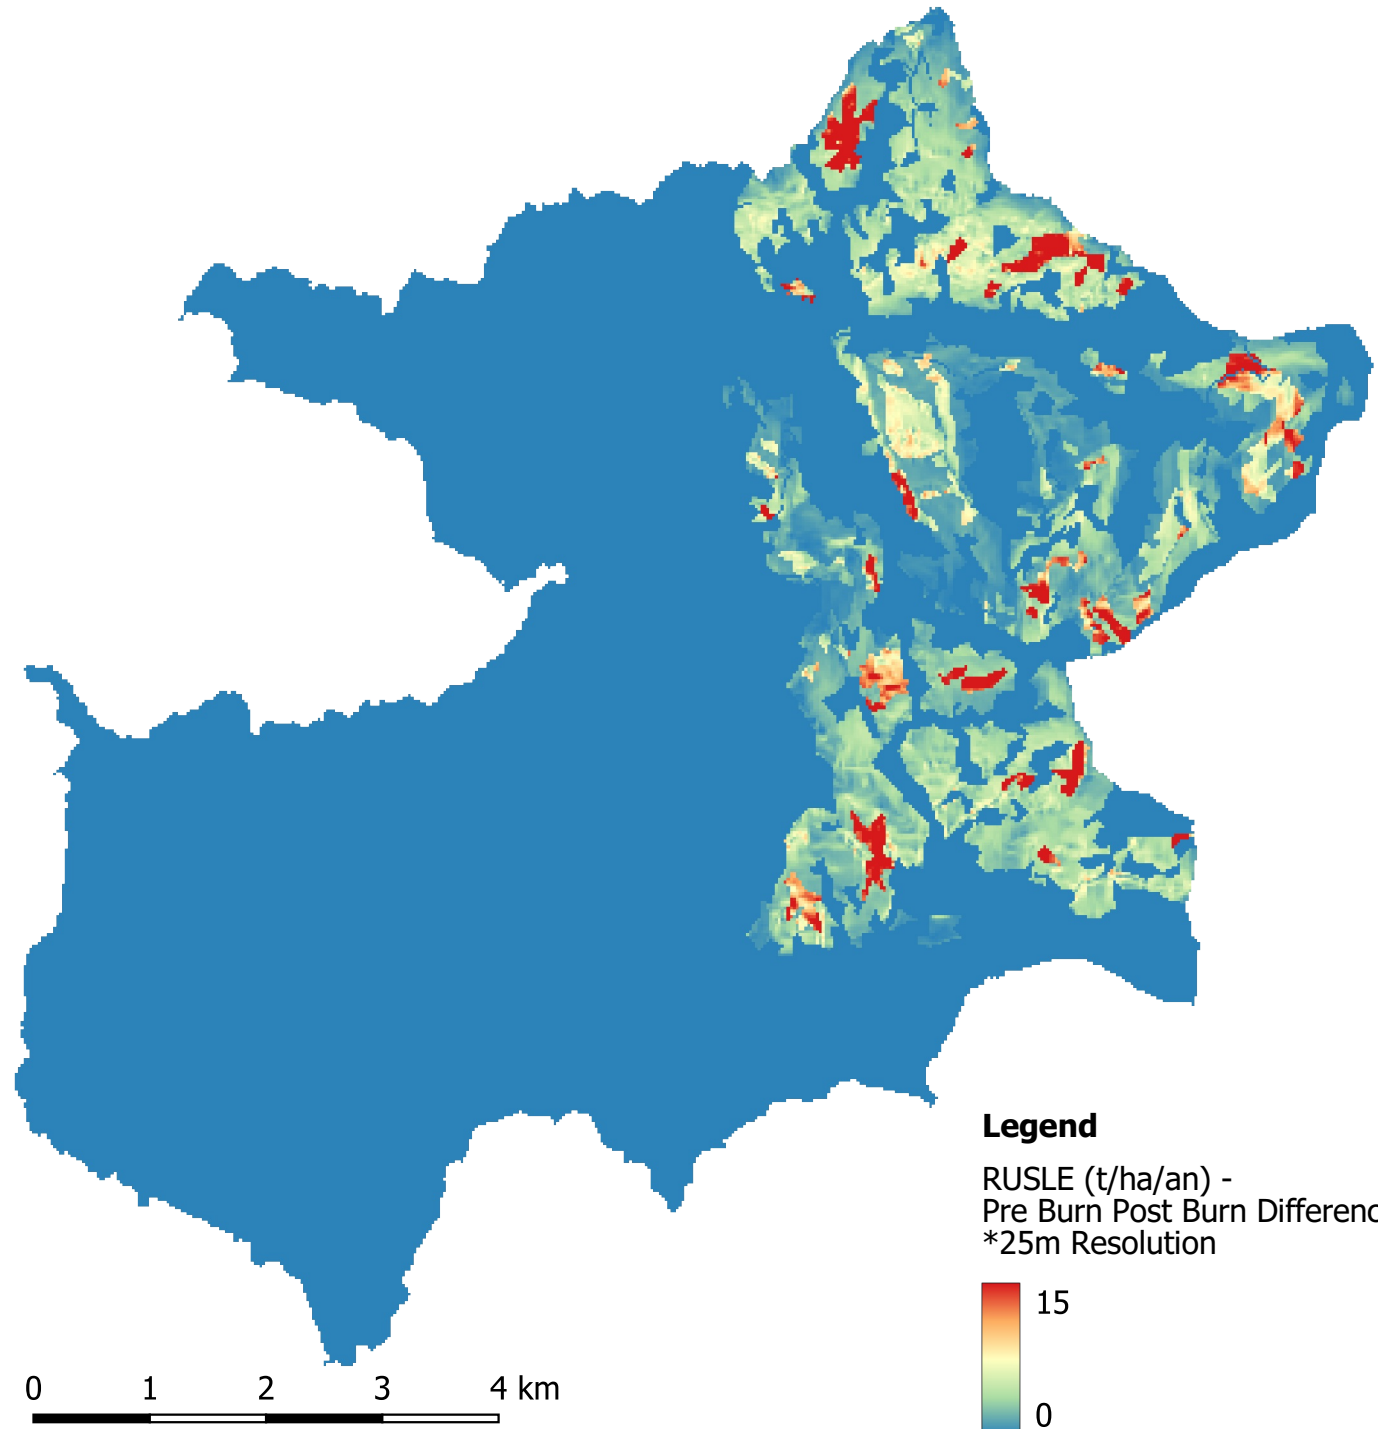 Legend
RUSLE (t/ha/an) -
Pre Burn Post Burn Differenc
*25m Resolution
15
0
0 1 2 3 4 km